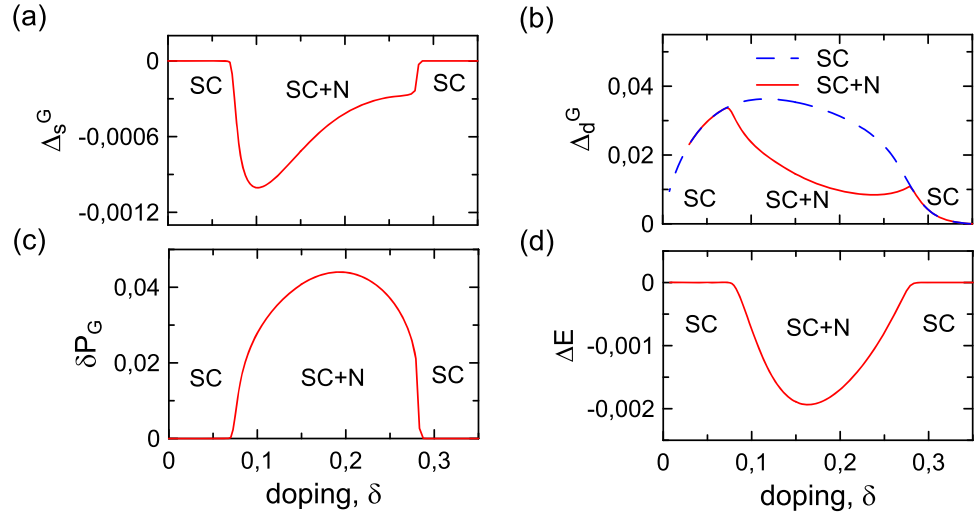 (a)
0
-0,0006
-0,0012
Δ_s^G
SC
SC+N
SC
(b)
0,04
0,02
0
Δ_d^G
SC
SC+N
SC
SC+N
SC
(c)
0,04
0,02
0
δP_G
SC
SC+N
SC
0
0,1
0,2
0,3
doping, δ
(d)
0
-0,001
-0,002
ΔE
SC
SC+N
SC
0
0,1
0,2
0,3
doping, δ